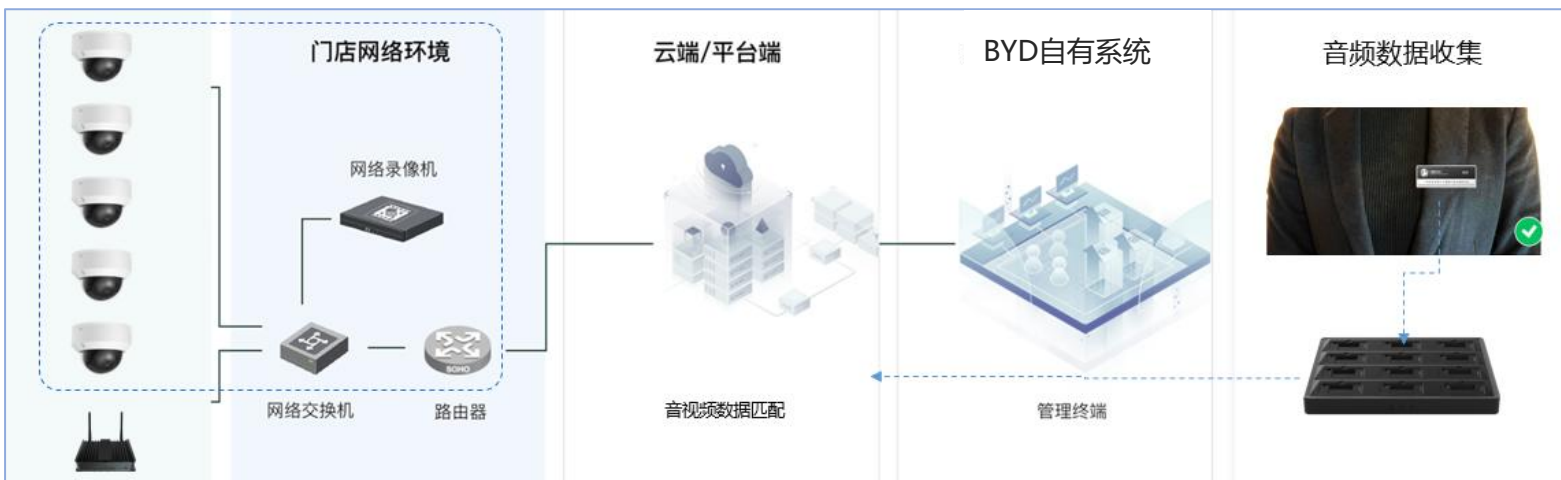 门店网络环境
云端/平台端
BYD自有系统
音频数据收集
网络录像机
SOHO
网络交换机
路由器
音视频数据匹配
管理终端